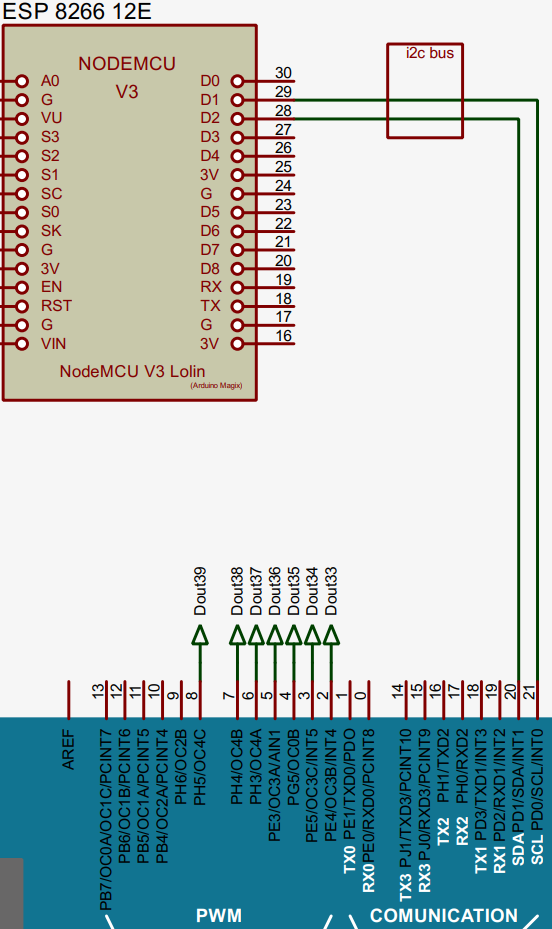 ESP 8266 12E
NODEMCU
V3
i2c bus
A0
G
VU
S3
S2
S1
SC
S0
SK
G
3V
EN
RST
G
VIN
D0 30
D1 29
D2 28
D3 27
D4 26
3V 25
G 24
D5 23
D6 22
D7 21
D8 20
RX 19
TX 18
G 17
3V 16
NodeMCU V3 Lolin
(Arduino Magix)
Dout39
Dout38
Dout37
Dout36
Dout35
Dout34
Dout33
AREF
13 PB7/OC0A/OC1C/PCINT7
12 PB6/OC1B/PCINT6
11 PB5/OC1A/PCINT5
10 PB4/OC2A/PCINT4
9 PH6/OC2B
8 PH5/OC4C
7 PH4/OC4B
6 PH3/OC4A
5 PE3/OC3A/AIN1
4 PG5/OC0B
3 PE5/OC3C/INT5
2 PE4/OC3B/INT4
1 TX0 PE1/TXD0/PDO
0 RX0 PE0/RXD0/PCINT8
14 TX3 PJ1/TXD3/PCINT10
15 RX3 PJ0/RXD3/PCINT9
16 TX2 PH1/TXD2
17 RX2 PH0/RXD2
18 TX1 PD3/TXD1/INT3
19 RX1 PD2/RXD1/INT2
20 SDA PD1/SDA/INT1
21 SCL PD0/SCL/INT0
PWM
COMUNICATION